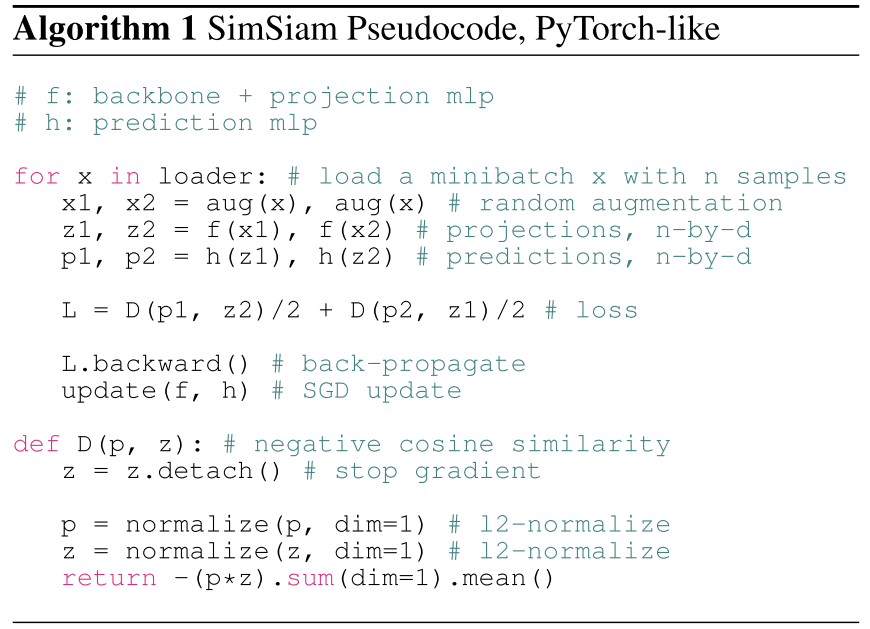 Algorithm 1 SimSiam Pseudocode, PyTorch-like
# f: backbone + projection mlp
# h: prediction mlp
for x in loader: # load a minibatch x with n samples
x1, x2 = aug(x), aug(x) # random augmentation
z1, z2 = f(x1), f(x2) # projections, n-by-d
p1, p2 = h(z1), h(z2) # predictions, n-by-d
L = D(p1, z2)/2 + D(p2, z1)/2 # loss
L.backward() # back-propagate
update(f, h) # SGD update
def D(p, z): # negative cosine similarity
z = z.detach() # stop gradient
p = normalize(p, dim=1) # l2-normalize
z = normalize(z, dim=1) # l2-normalize
return -(p*z).sum(dim=1).mean()